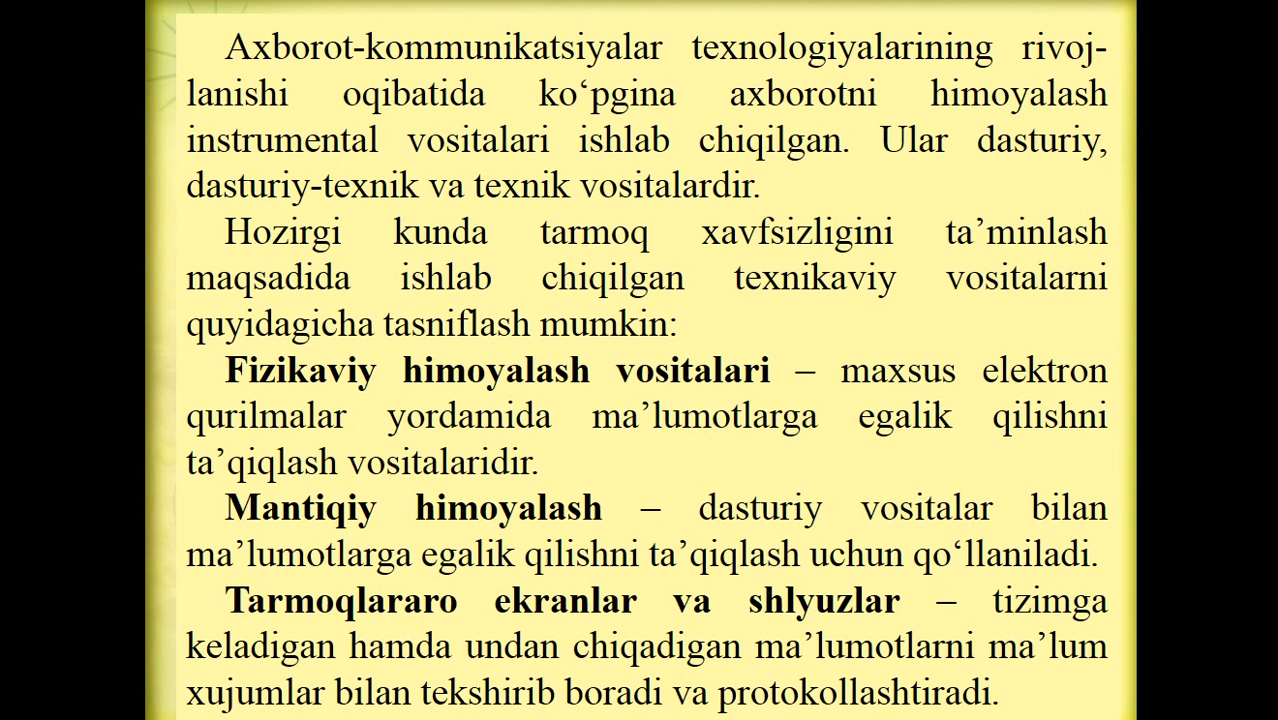 Axborot-kommunikatsiyalar texnologiyalarining rivoj-
lanishi oqibatida ko‘pgina axborotni himoyalash
instrumental vositalari ishlab chiqilgan. Ular dasturiy,
dasturiy-texnik va texnik vositalardir.
Hozirgi kunda tarmoq xavfsizligini ta’minlash
maqsadida ishlab chiqilgan texnikaviy vositalarni
quyidagicha tasniflash mumkin:
Fizikaviy himoyalash vositalari – maxsus elektron
qurilmalar yordamida ma’lumotlarga egalik qilishni
ta’qiqlash vositalaridir.
Mantiqiy himoyalash – dasturiy vositalar bilan
ma’lumotlarga egalik qilishni ta’qiqlash uchun qo‘llaniladi.
Tarmoqlararo ekranlar va shlyuzlar – tizimga
keladigan hamda undan chiqadigan ma’lumotlarni ma’lum
xujumlar bilan tekshirib boradi va protokollashtiradi.